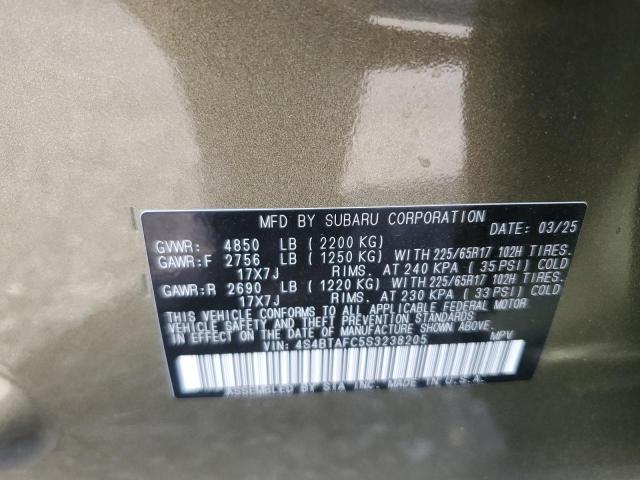 MFD BY SUBARU CORPORATION
DATE: 03/25
GVWR: 4850 LB (2200 KG)
GAWR:F 2756 LB (1250 KG) WITH 225/65R17 102H TIRES.
17X7J RIMS. AT 240 KPA (35 PSI) COLD
GAWR:R 2690 LB (1220 KG) WITH 225/65R17 102H TIRES.
17X7J RIMS. AT 230 KPA (33 PSI) COLD
THIS VEHICLE CONFORMS TO ALL APPLICABLE FEDERAL MOTOR
VEHICLE SAFETY AND THEFT PREVENTION STANDARDS
IN EFFECT ON THE DATE OF MANUFACTURE SHOWN ABOVE.
VIN: 4S4BTAFC5S3238205 MPV
ASSEMBLED BY SIA INC. MADE IN U.S.A.